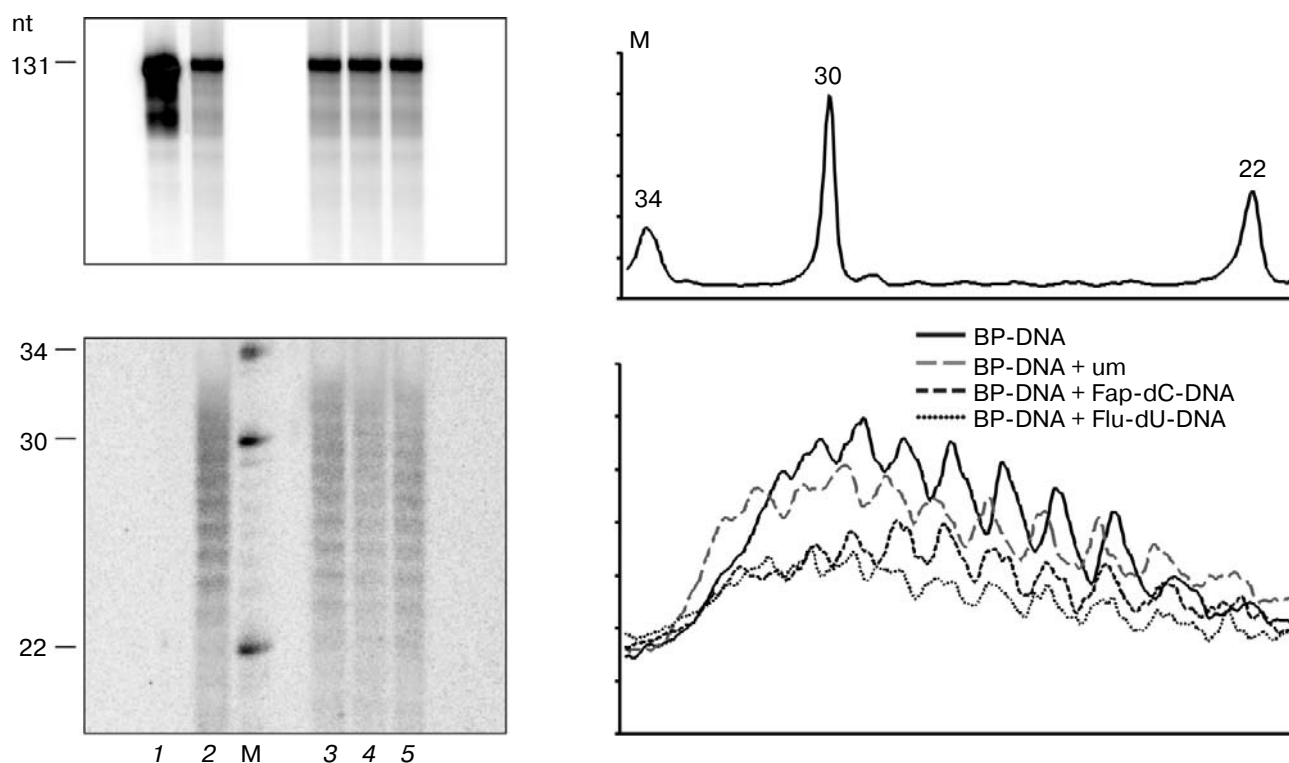 nt
131
34
30
22
1 2 M 3 4 5
M
34
30
22
BP-DNA
BP-DNA + um
BP-DNA + Fap-dC-DNA
BP-DNA + Flu-dU-DNA